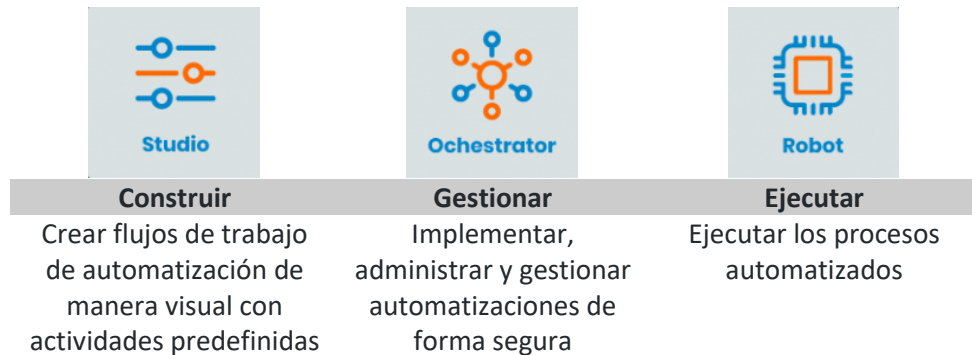 Studio
Ochestrator
Robot
Construir
Gestionar
Ejecutar
Crear flujos de trabajo
de automatización de
manera visual con
actividades predefinidas
Implementar,
administrar y gestionar
automatizaciones de
forma segura
Ejecutar los procesos
automatizados